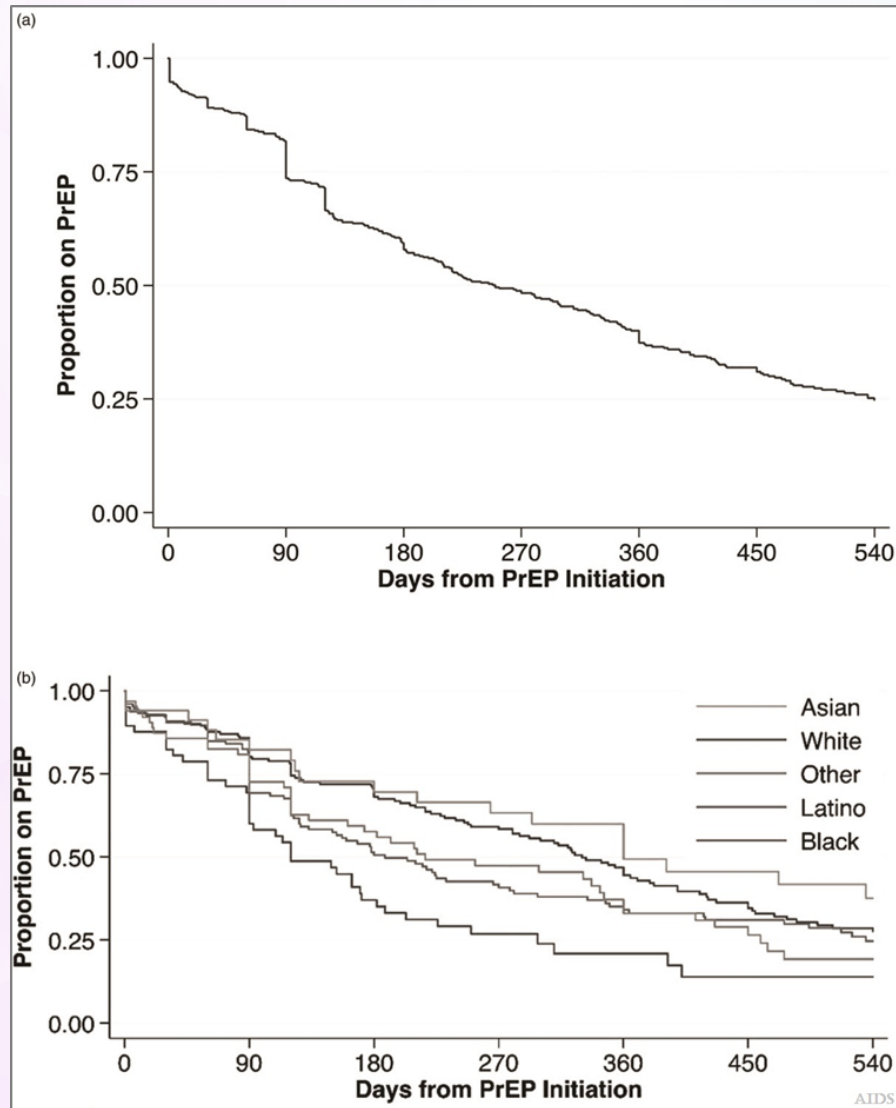 (a)
1.00
0.75
0.50
0.25
0.00
Proportion on PrEP
0 90 180 270 360 450 540
Days from PrEP Initiation
(b)
1.00
0.75
0.50
0.25
0.00
Proportion on PrEP
Asian
White
Other
Latino
Black
0 90 180 270 360 450 540
Days from PrEP Initiation
AIDS